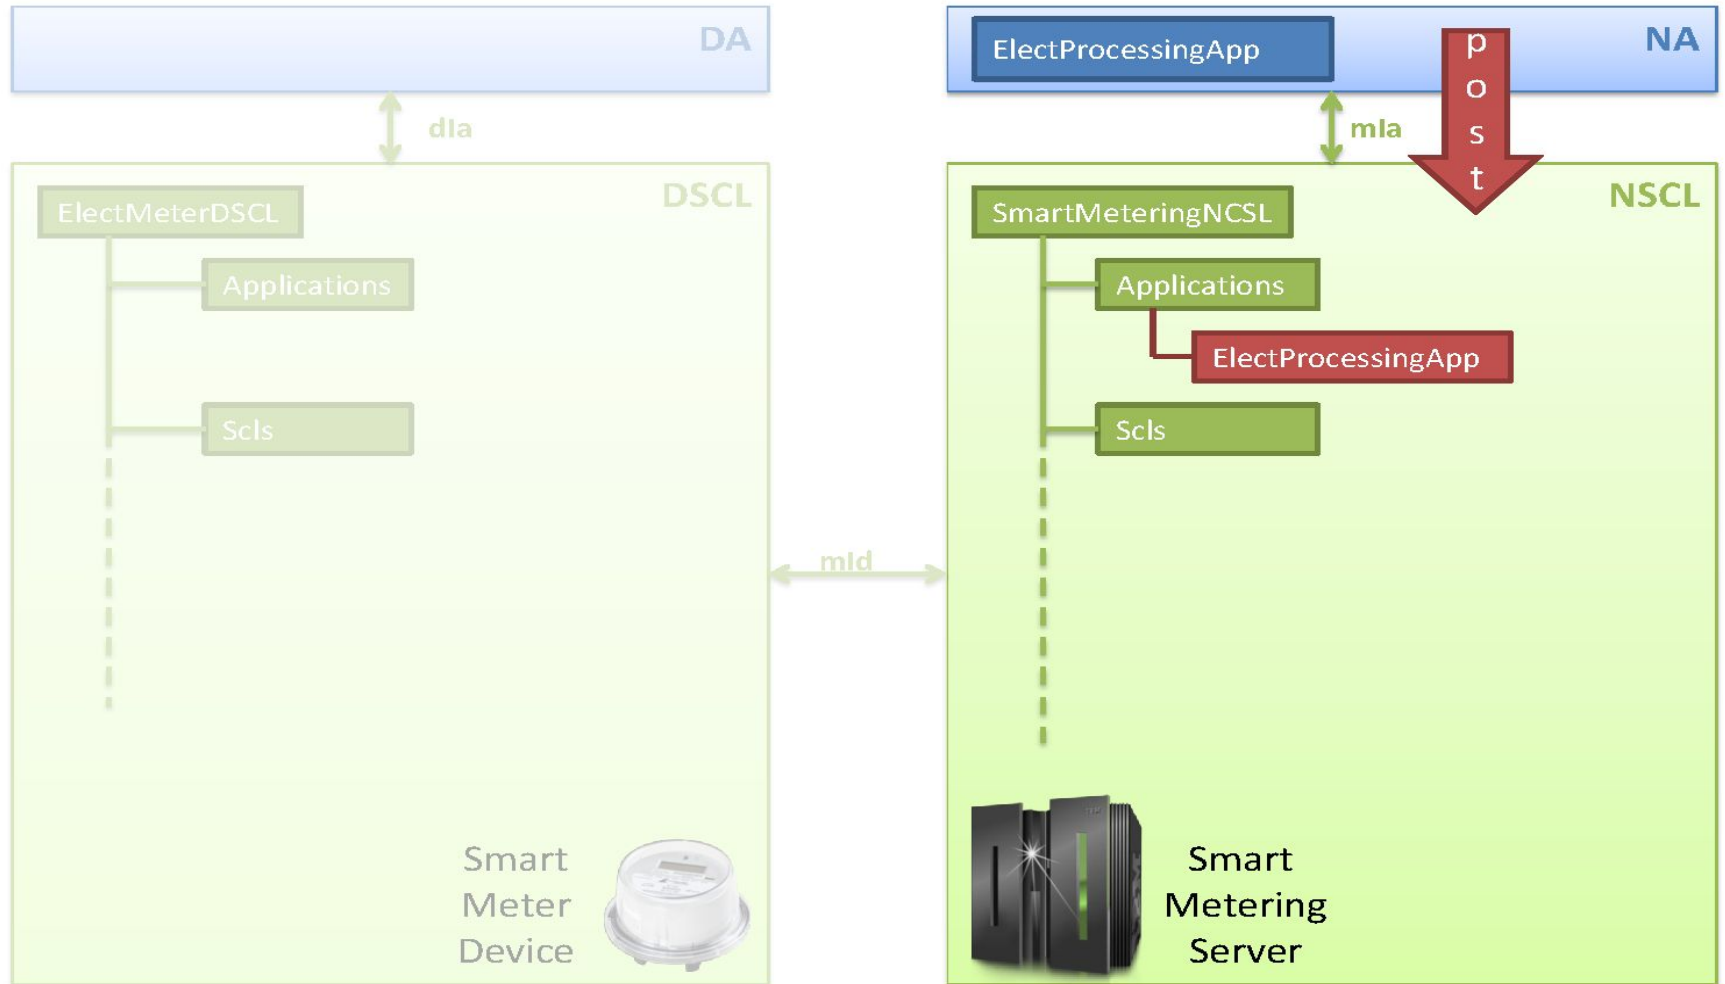 DA
dIa
DSCL
ElectMeterDSCL
Applications
Scls
Smart
Meter
Device
mId
ElectProcessingApp
post
NA
mIa
NSCL
SmartMeteringNCSL
Applications
ElectProcessingApp
Scls
Smart
Metering
Server